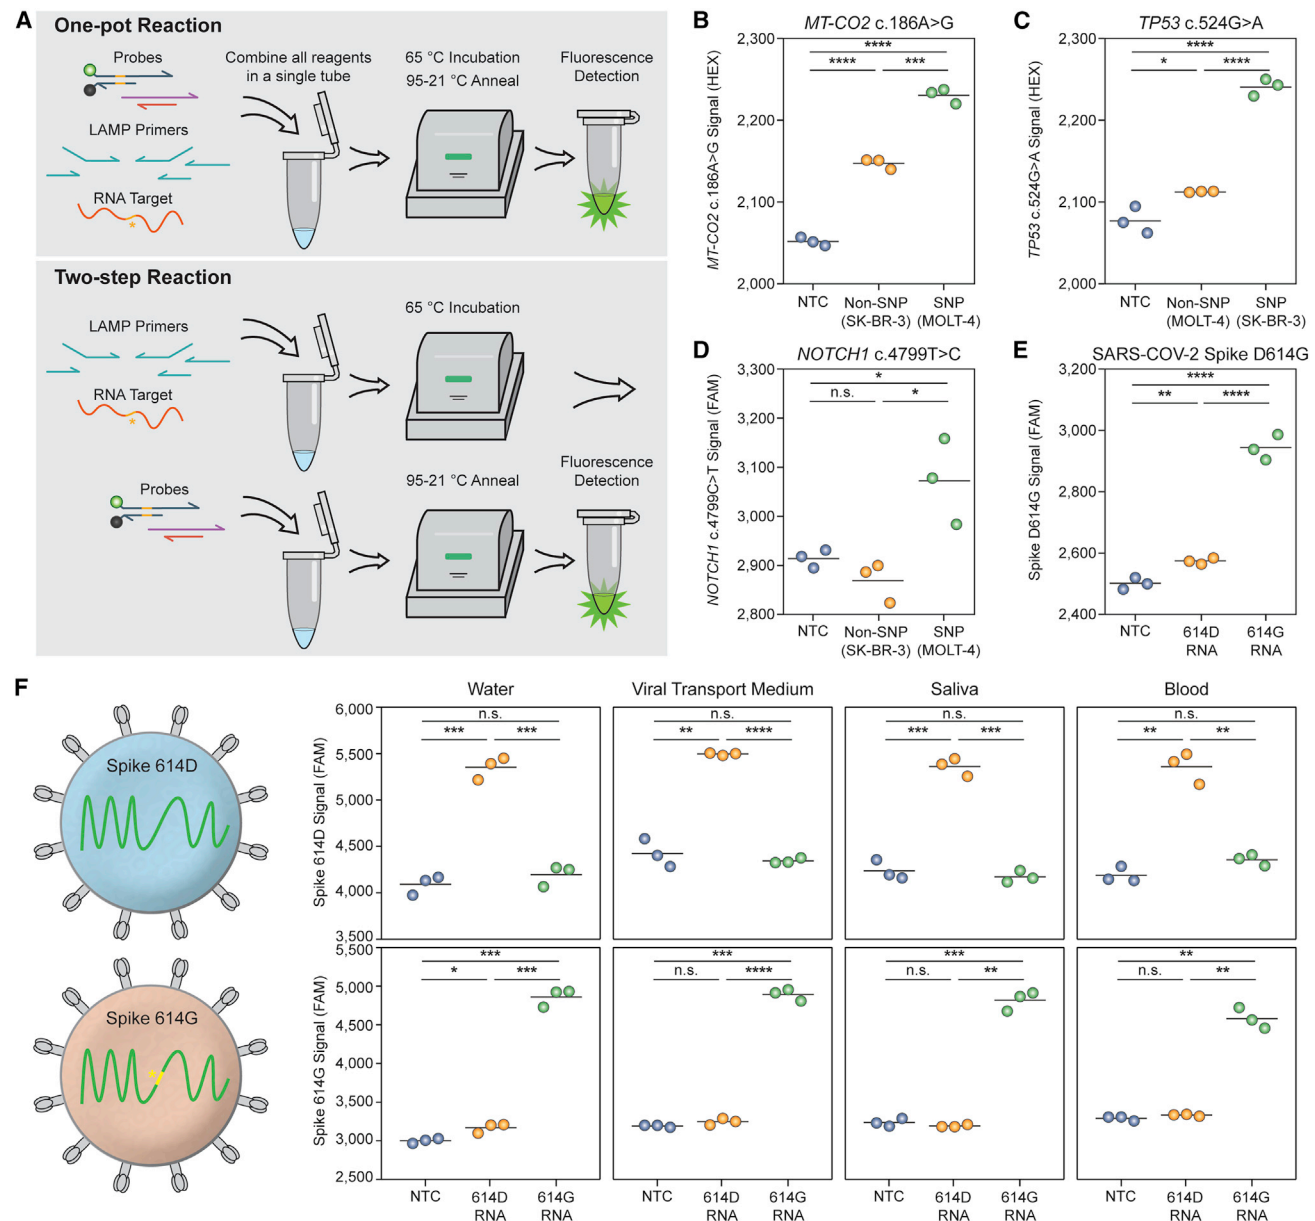 A
One-pot Reaction
Probes
Combine all reagents
in a single tube
65 °C Incubation
95-21 °C Anneal
Fluorescence
Detection
LAMP Primers
RNA Target
*
Two-step Reaction
LAMP Primers
65 °C Incubation
RNA Target
*
Probes
95-21 °C Anneal
Fluorescence
Detection
B
MT-CO2 c.186A>G
MT-CO2 c.186A>G Signal (HEX)
2,300
2,200
2,100
2,000
****
**** ***
NTC
Non-SNP
(SK-BR-3)
SNP
(MOLT-4)
C
TP53 c.524G>A
TP53 c.524G>A Signal (HEX)
2,300
2,200
2,100
2,000
****
* ****
NTC
Non-SNP
(MOLT-4)
SNP
(SK-BR-3)
D
NOTCH1 c.4799T>C
NOTCH1 c.4799C>T Signal (FAM)
3,300
3,200
3,100
3,000
2,900
2,800
*
n.s. *
NTC
Non-SNP
(SK-BR-3)
SNP
(MOLT-4)
E
SARS-COV-2 Spike D614G
Spike D614G Signal (FAM)
3,200
3,000
2,800
2,600
2,400
****
** ****
NTC
614D
RNA
614G
RNA
F
Spike 614D
Spike 614G
*
Water
Viral Transport Medium
Saliva
Blood
Spike 614D Signal (FAM)
6,000
5,500
5,000
4,500
4,000
3,500
n.s.
*** ***
n.s.
** ****
n.s.
*** ***
n.s.
** **
Spike 614G Signal (FAM)
5,500
5,000
4,500
4,000
3,500
3,000
2,500
***
* ***
***
n.s. ****
***
n.s. **
**
n.s. **
NTC
614D
RNA
614G
RNA
NTC
614D
RNA
614G
RNA
NTC
614D
RNA
614G
RNA
NTC
614D
RNA
614G
RNA